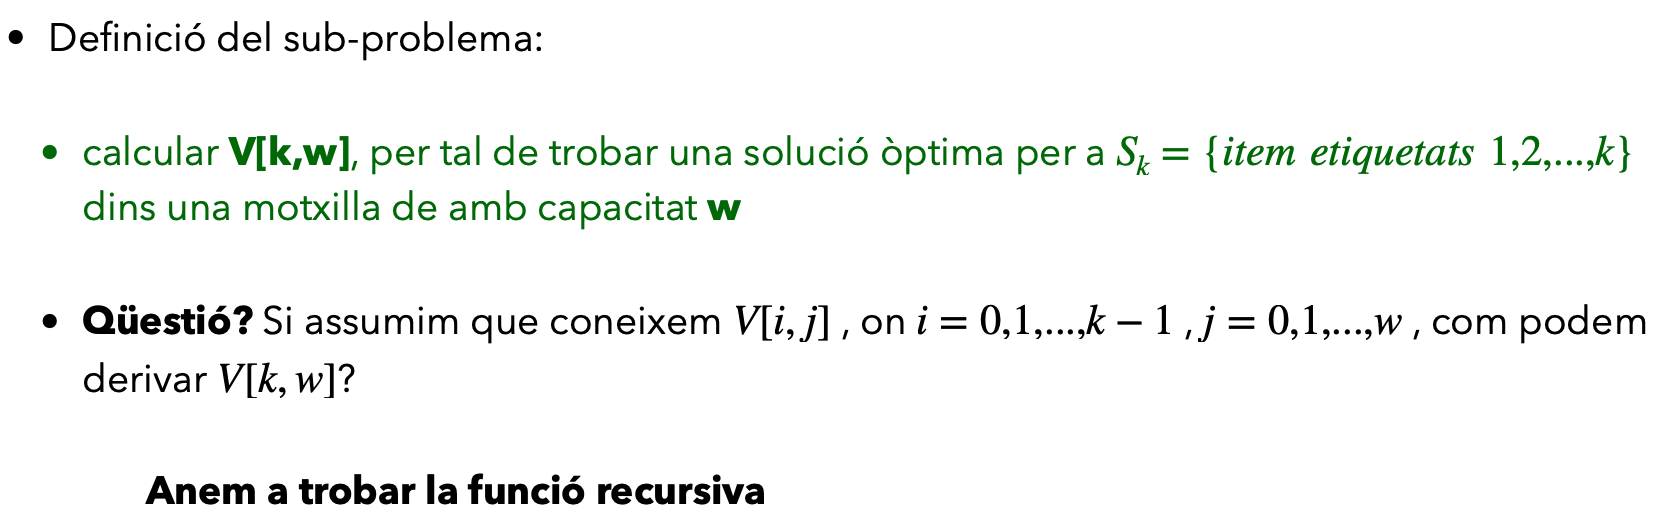 • Definició del sub-problema:
• calcular V[k,w], per tal de trobar una solució òptima per a Sₖ = {item etiquetats 1,2,...,k}
dins una motxilla de amb capacitat w
• Qüestió? Si assumim que coneixem V[i, j] , on i = 0,1,...,k − 1 , j = 0,1,...,w , com podem
derivar V[k, w]?
Anem a trobar la funció recursiva